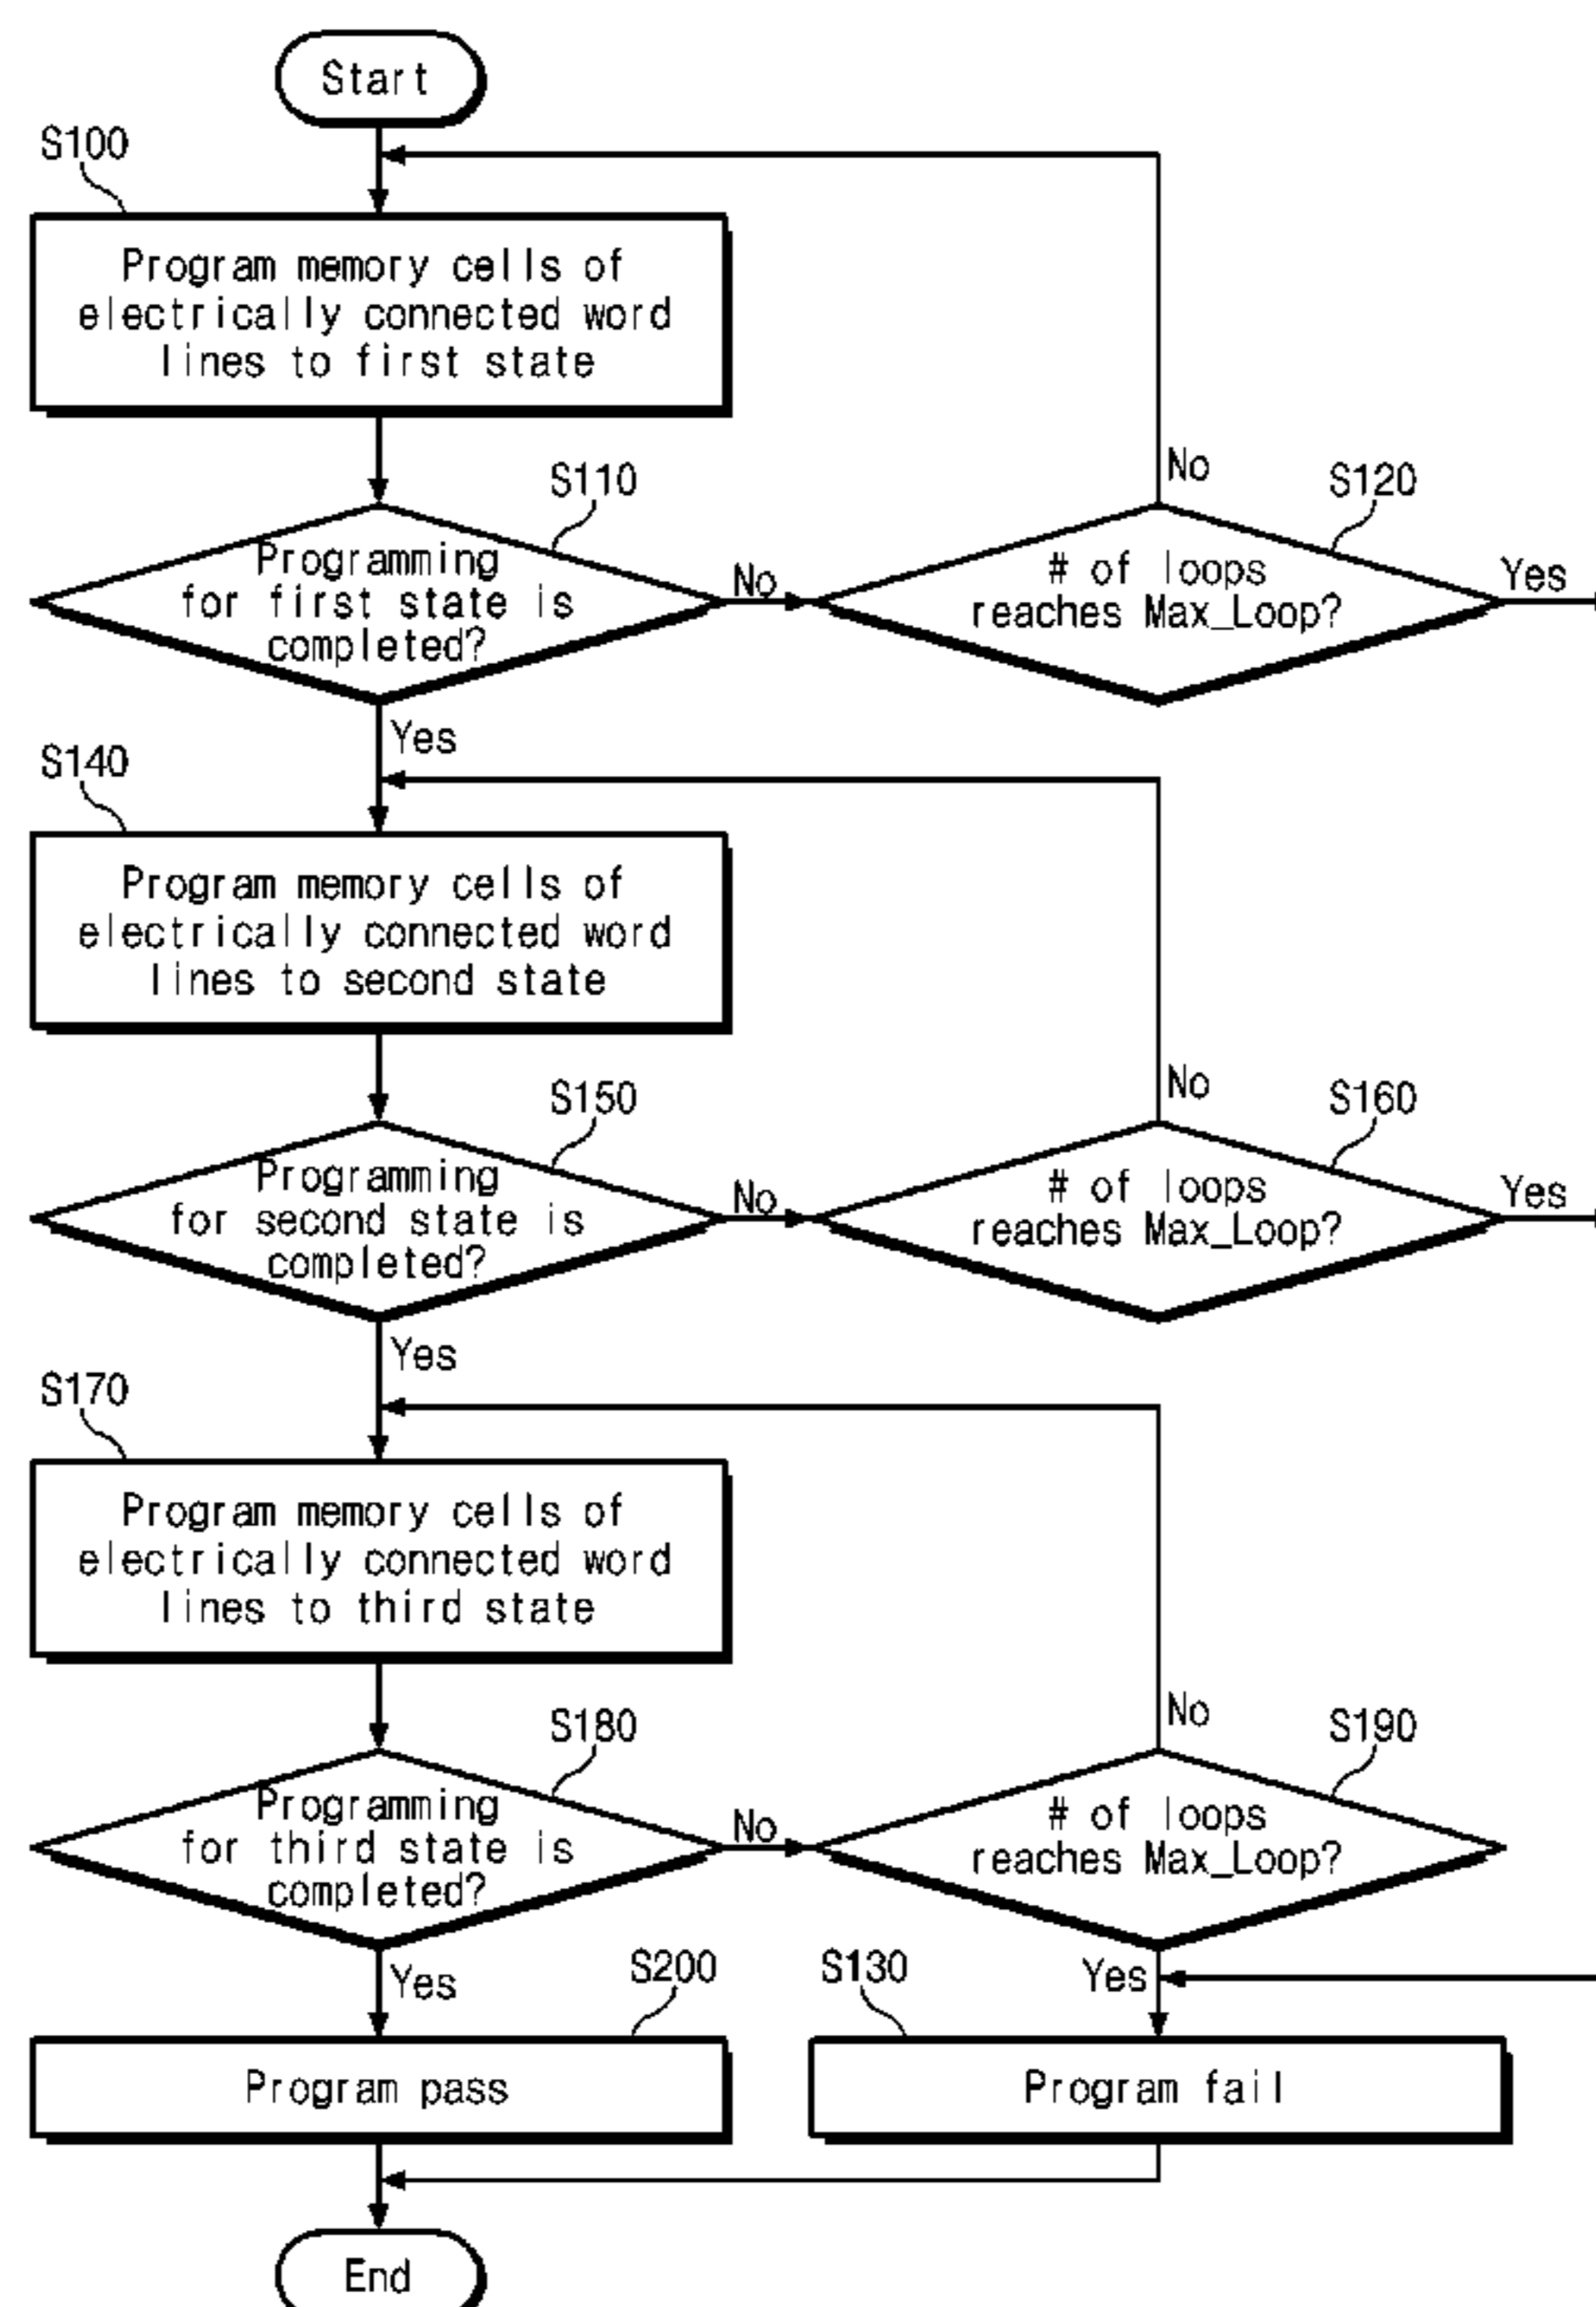 Start
S100
Program memory cells of
electrically connected word
lines to first state
S110
Programming
for first state is
completed?
No
No
S120
# of loops
reaches Max_Loop?
Yes
Yes
S140
Program memory cells of
electrically connected word
lines to second state
S150
Programming
for second state is
completed?
No
No
S160
# of loops
reaches Max_Loop?
Yes
Yes
S170
Program memory cells of
electrically connected word
lines to third state
S180
Programming
for third state is
completed?
No
No
S190
# of loops
reaches Max_Loop?
Yes
S200
Program pass
Yes
S130
Program fail
End